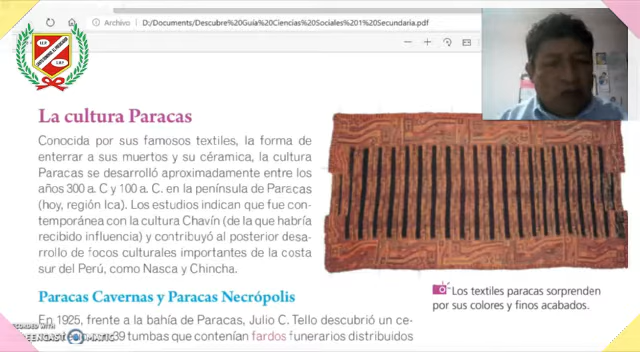 Archivo D:/Documents/Descubre%20Guía%20Ciencias%20Sociales%201%20Secundaria.pdf
La cultura Paracas
Conocida por sus famosos textiles, la forma de
enterrar a sus muertos y su céramica, la cultura
Paracas se desarrolló aproximadamente entre los
años 300 a. C y 100 a. C. en la península de Paracas
(hoy, región Ica). Los estudios indican que fue con-
temporánea con la cultura Chavín (de la que habría
recibido influencia) y contribuyó al posterior desa-
rrollo de focos culturales importantes de la costa
sur del Perú, como Nasca y Chincha.
Los textiles paracas sorprenden
por sus colores y finos acabados.
Paracas Cavernas y Paracas Necrópolis
En 1925, frente a la bahía de Paracas, Julio C. Tello descubrió un ce-
39 tumbas que contenían fardos funerarios distribuidos
RECORDED WITH
SCREENCAST MATIC